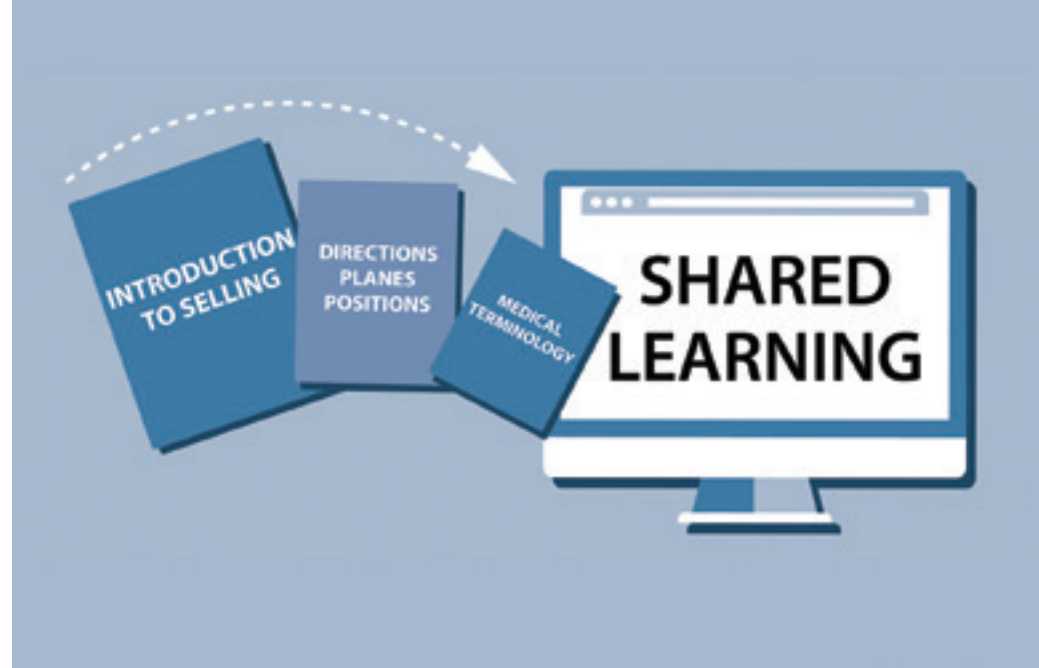 INTRODUCTION
TO SELLING
DIRECTIONS
PLANES
POSITIONS
MEDICAL
TERMINOLOGY
SHARED
LEARNING